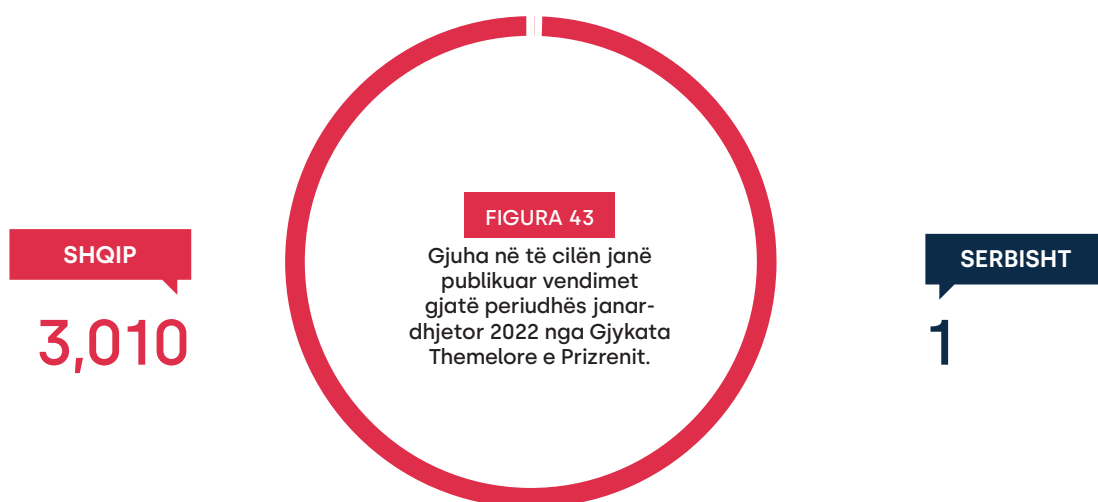 SHQIP
3,010
FIGURA 43
Gjuha në të cilën janë
publikuar vendimet
gjatë periudhës janar-
dhjetor 2022 nga Gjykata
Themelore e Prizrenit.
SERBISHT
1